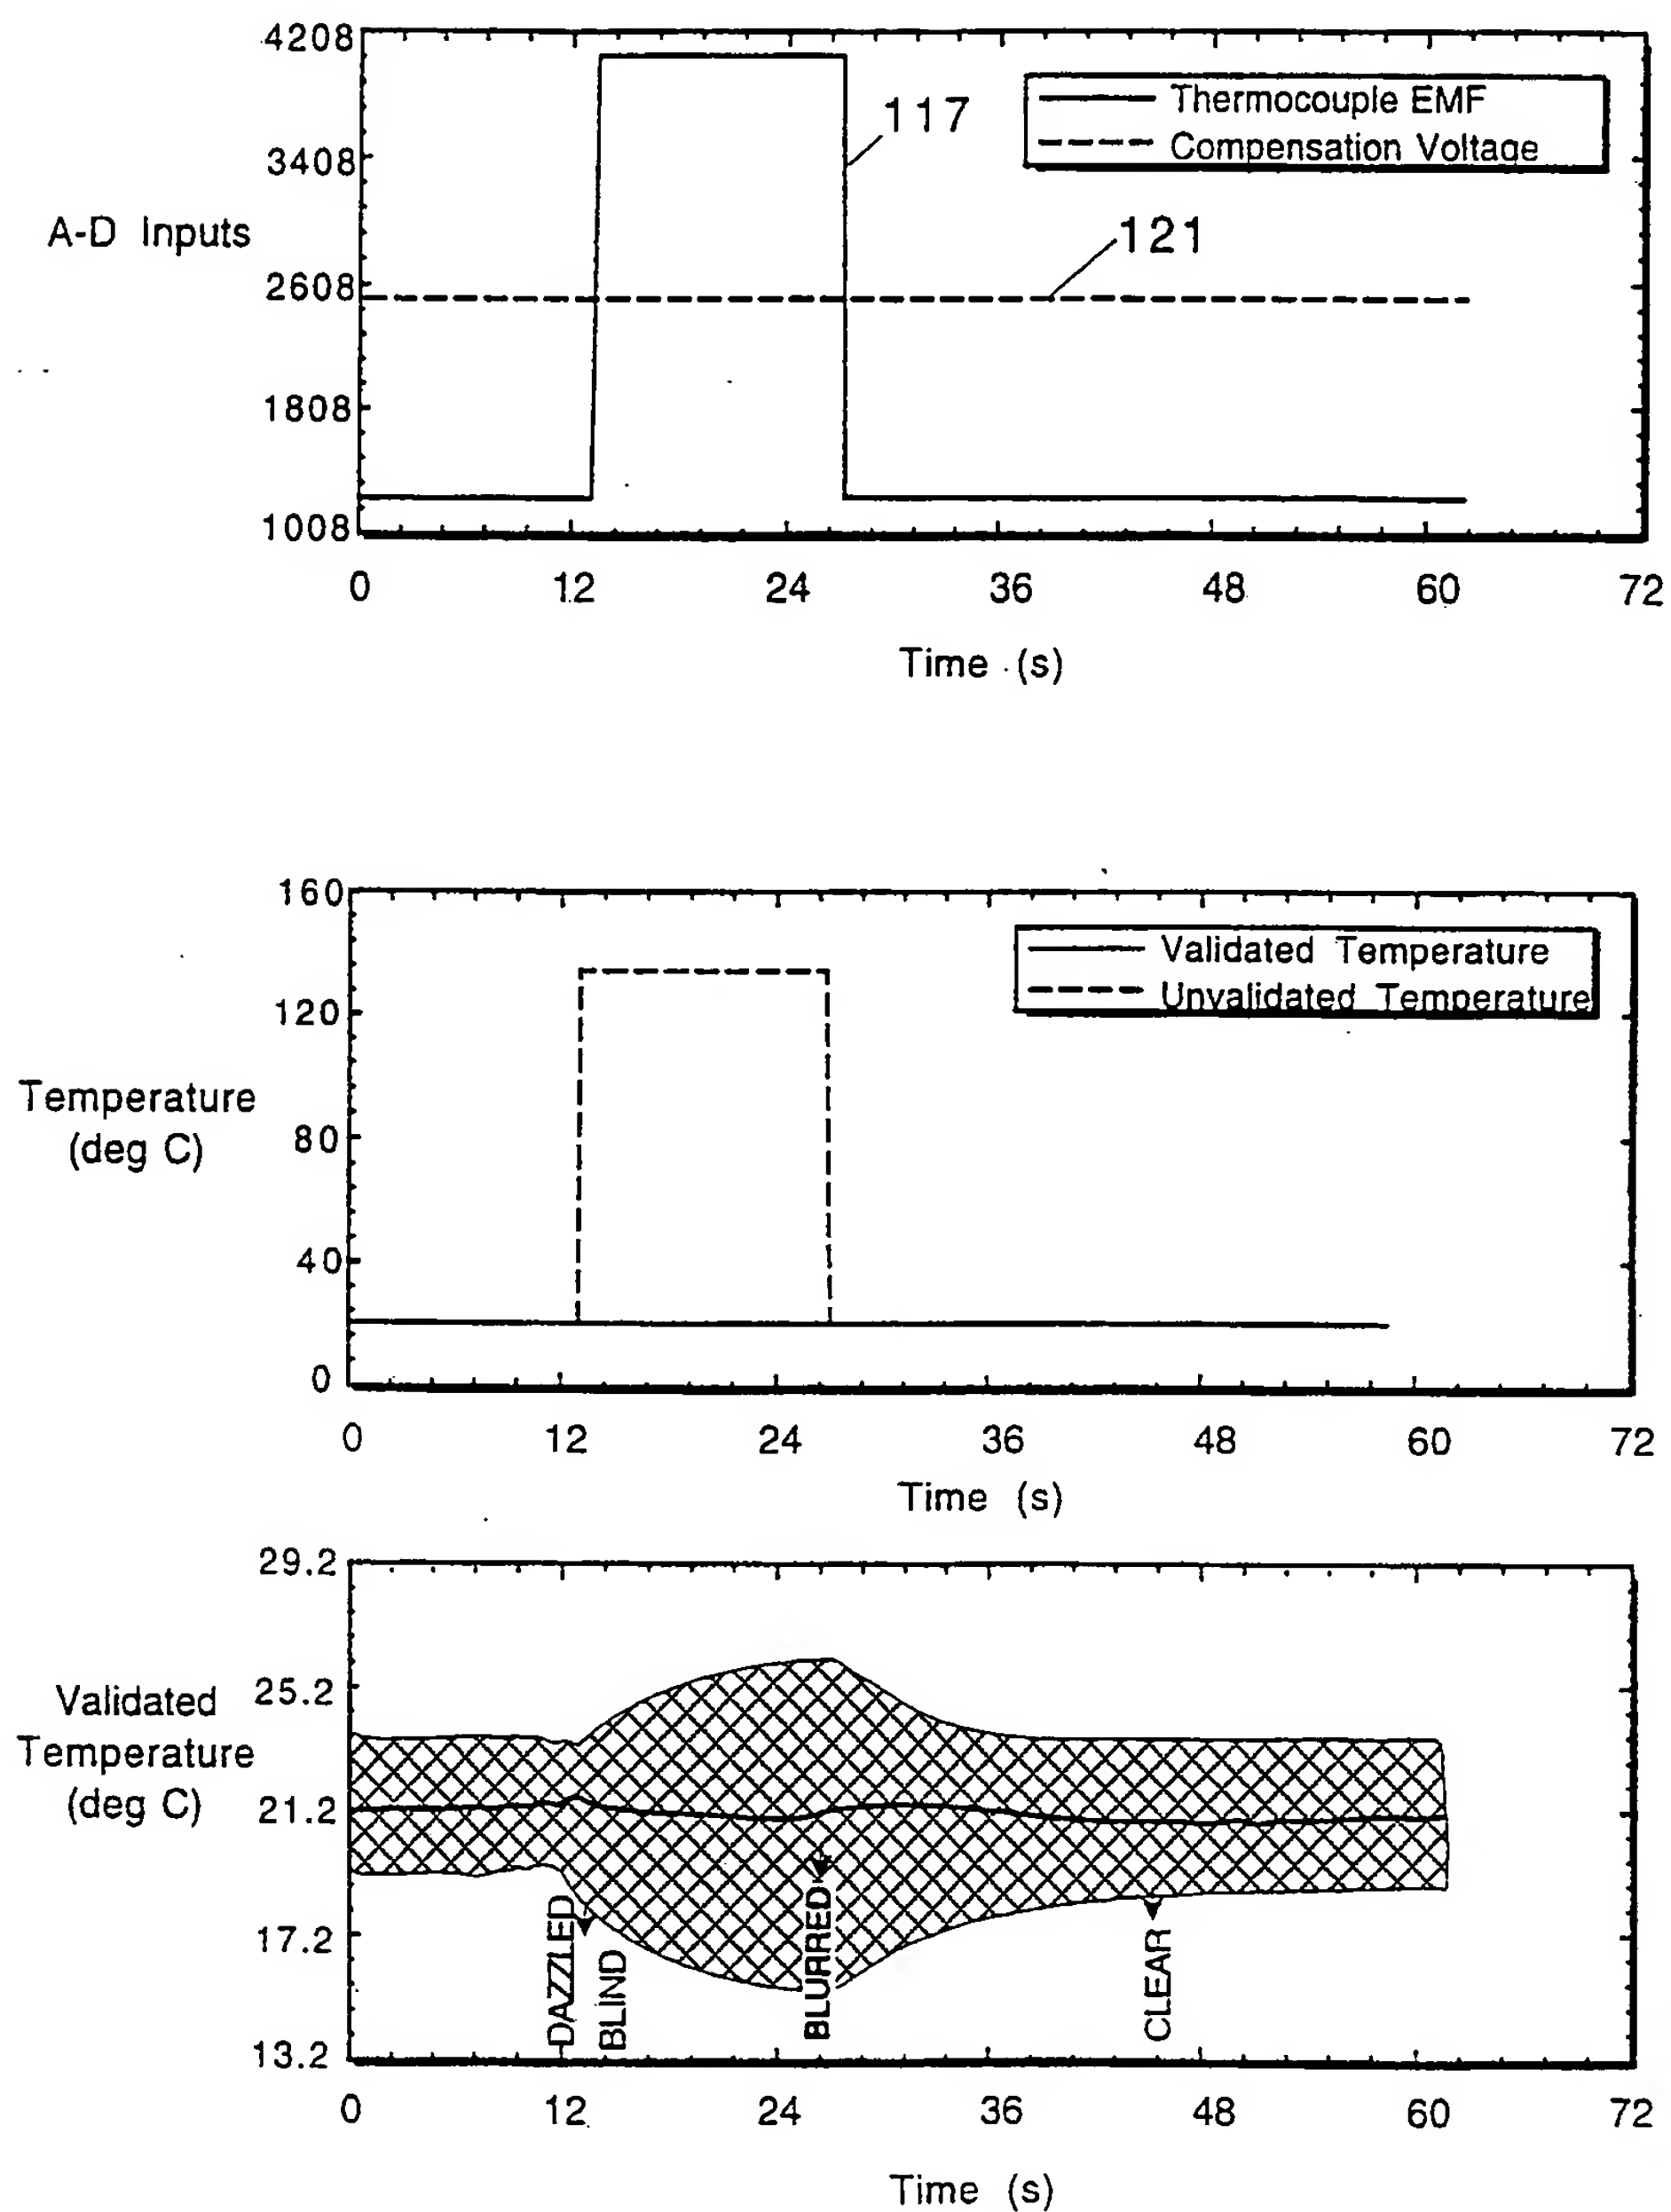 4208
3408
2608
1808
1008
A-D Inputs
Thermocouple EMF
Compensation Voltage
117
121
0 12 24 36 48 60 72
Time (s)
160
120
80
40
0
Temperature
(deg C)
Validated Temperature
Unvalidated Temperature
0 12 24 36 48 60 72
Time (s)
29.2
25.2
21.2
17.2
13.2
Validated
Temperature
(deg C)
DAZZLED
BLIND
BLURRED
CLEAR
0 12 24 36 48 60 72
Time (s)